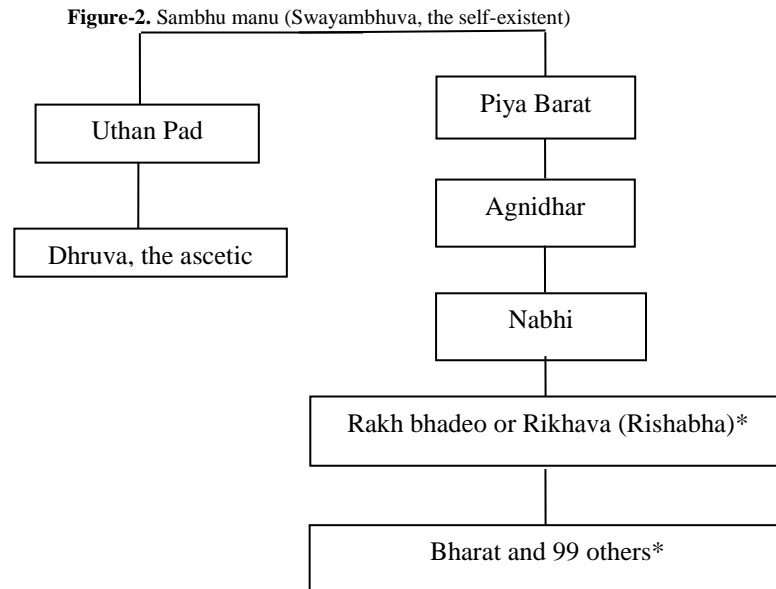 Figure-2. Sambhu manu (Swayambhuva, the self-existent)
Piya Barat
Uthan Pad
Agnidhar
Dhruva, the ascetic
Nabhi
Rakh bhadeo or Rikhava (Rishabha)*
Bharat and 99 others*